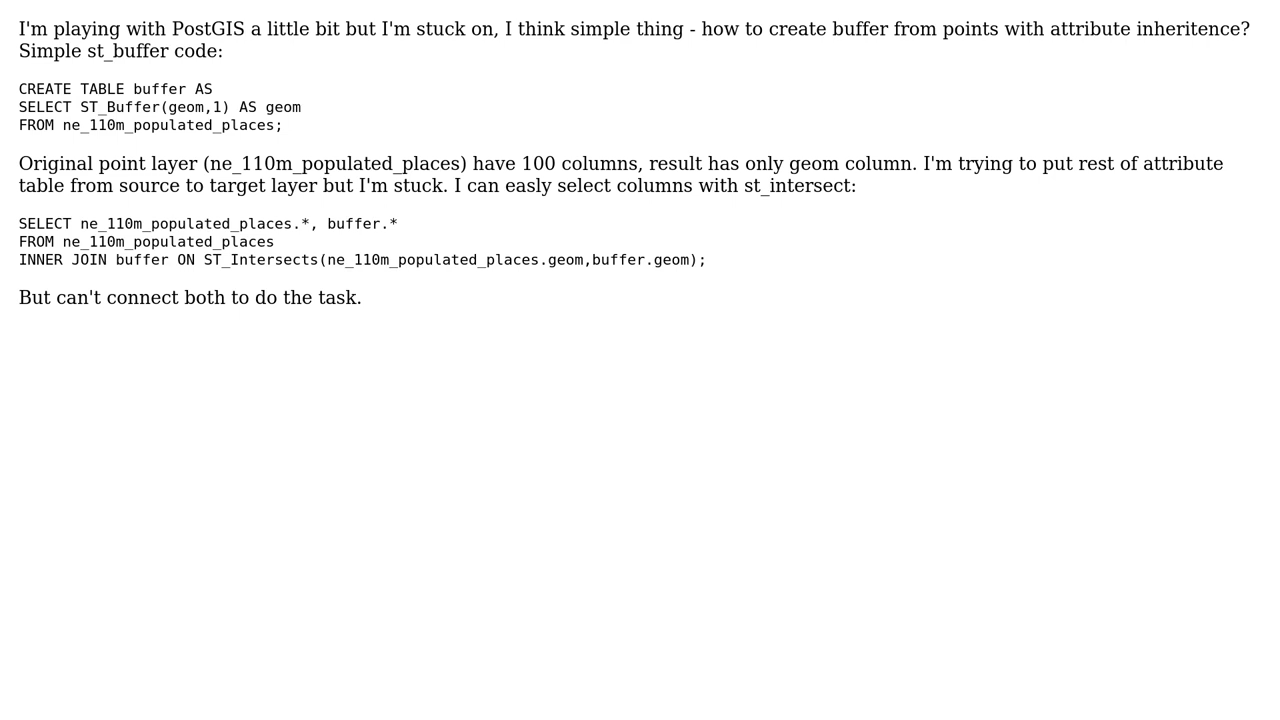 I'm playing with PostGIS a little bit but I'm stuck on, I think simple thing - how to create buffer from points with attribute inheritence?
Simple st_buffer code:
CREATE TABLE buffer AS
SELECT ST_Buffer(geom,1) AS geom
FROM ne_110m_populated_places;
Original point layer (ne_110m_populated_places) have 100 columns, result has only geom column. I'm trying to put rest of attribute
table from source to target layer but I'm stuck. I can easly select columns with st_intersect:
SELECT ne_110m_populated_places.*, buffer.*
FROM ne_110m_populated_places
INNER JOIN buffer ON ST_Intersects(ne_110m_populated_places.geom,buffer.geom);
But can't connect both to do the task.